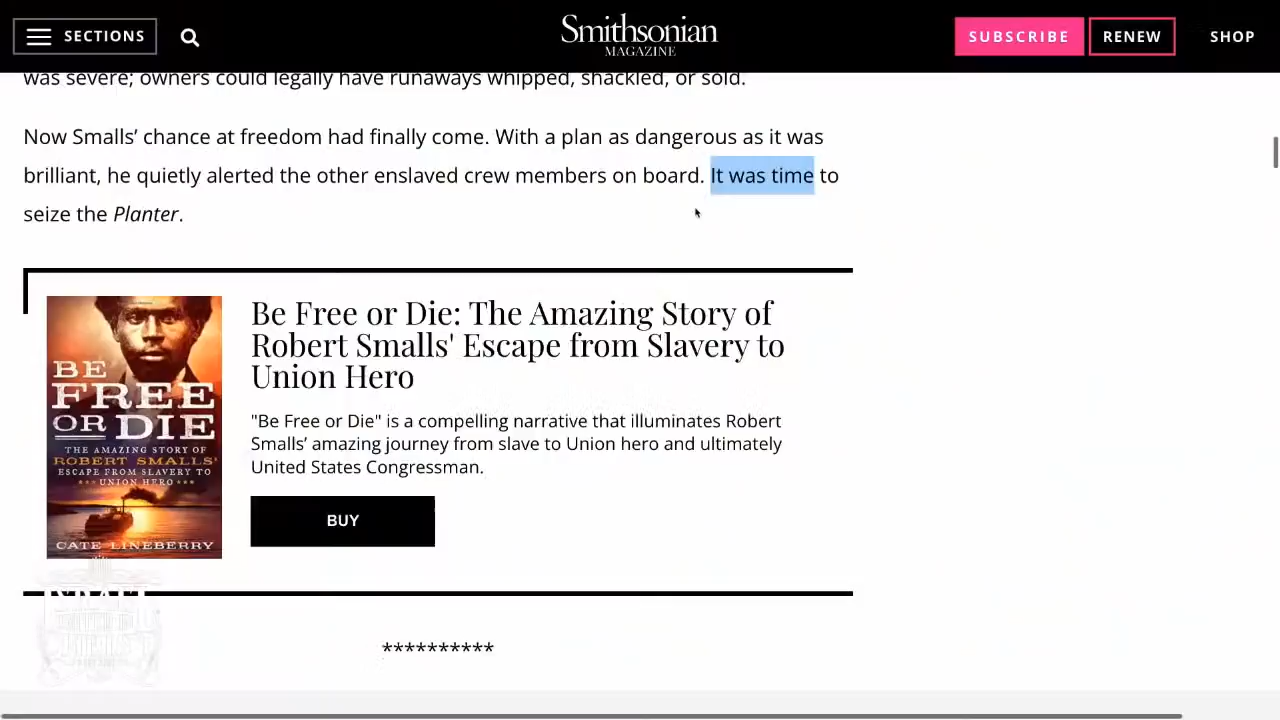 SECTIONS
Smithsonian
MAGAZINE
SUBSCRIBE
RENEW
SHOP
was severe; owners could legally have runaways whipped, shackled, or sold.
Now Smalls’ chance at freedom had finally come. With a plan as dangerous as it was
brilliant, he quietly alerted the other enslaved crew members on board. It was time to
seize the Planter.
BE
FREE
OR DIE
THE AMAZING STORY OF
ROBERT SMALLS'
ESCAPE FROM SLAVERY TO
UNION HERO
CATE LINEBERRY
Be Free or Die: The Amazing Story of
Robert Smalls' Escape from Slavery to
Union Hero
"Be Free or Die" is a compelling narrative that illuminates Robert
Smalls’ amazing journey from slave to Union hero and ultimately
United States Congressman.
BUY
**********